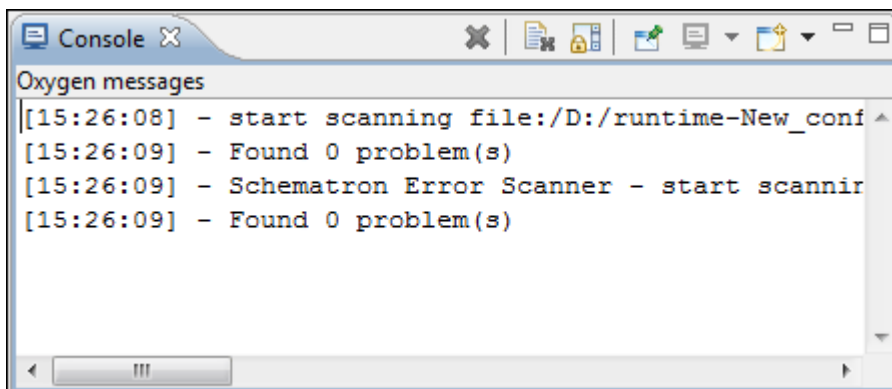 Console
Oxygen messages
[15:26:08] - start scanning file:/D:/runtime-New_conf
[15:26:09] - Found 0 problem(s)
[15:26:09] - Schematron Error Scanner - start scannin
[15:26:09] - Found 0 problem(s)